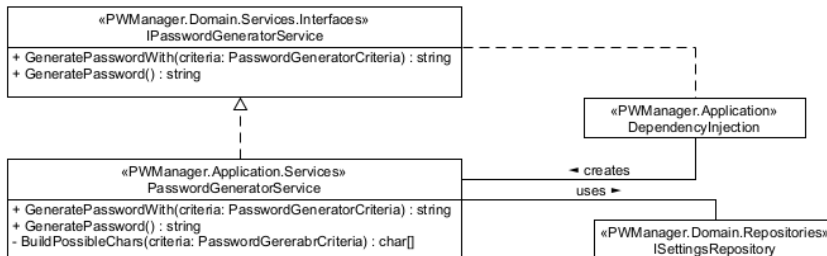 «PWManager.Domain.Services.Interfaces»
IPasswordGeneratorService
+ GeneratePasswordWith(criteria: PasswordGeneratorCriteria) : string
+ GeneratePassword() : string
«PWManager.Application»
DependencyInjection
«PWManager.Application.Services»
PasswordGeneratorService
◄ creates
uses ►
+ GeneratePasswordWith(criteria: PasswordGeneratorCriteria) : string
+ GeneratePassword() : string
- BuildPossibleChars(criteria: PasswordGererabrCriteria) : char[]
«PWManager.Domain.Repositories»
ISettingsRepository